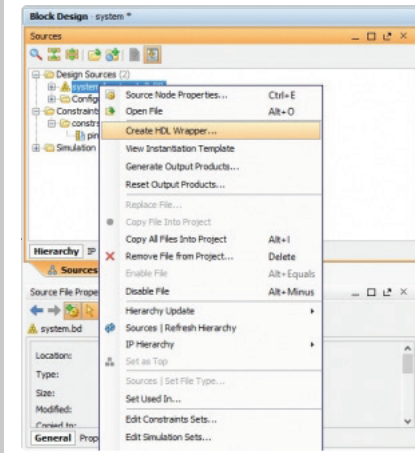 Block Design - system *
Sources
Design Sources (2)
system
Config
Constraints
constrs
pin
Simulation
Source Node Properties... Ctrl+E
Open File Alt+O
Create HDL Wrapper...
View Instantiation Template
Generate Output Products...
Reset Output Products...
Replace File...
Copy File Into Project
Copy All Files Into Project Alt+I
Remove File from Project... Delete
Enable File Alt+Equals
Disable File Alt+Minus
Hierarchy Update
Sources | Refresh Hierarchy
IP Hierarchy
Set as Top
Sources | Set File Type...
Set Used In...
Edit Constraints Sets...
Edit Simulation Sets...
Hierarchy IP
Sources
Source File Prope
system.bd
Location:
Type:
Size:
Modified:
Copied to:
General Prop